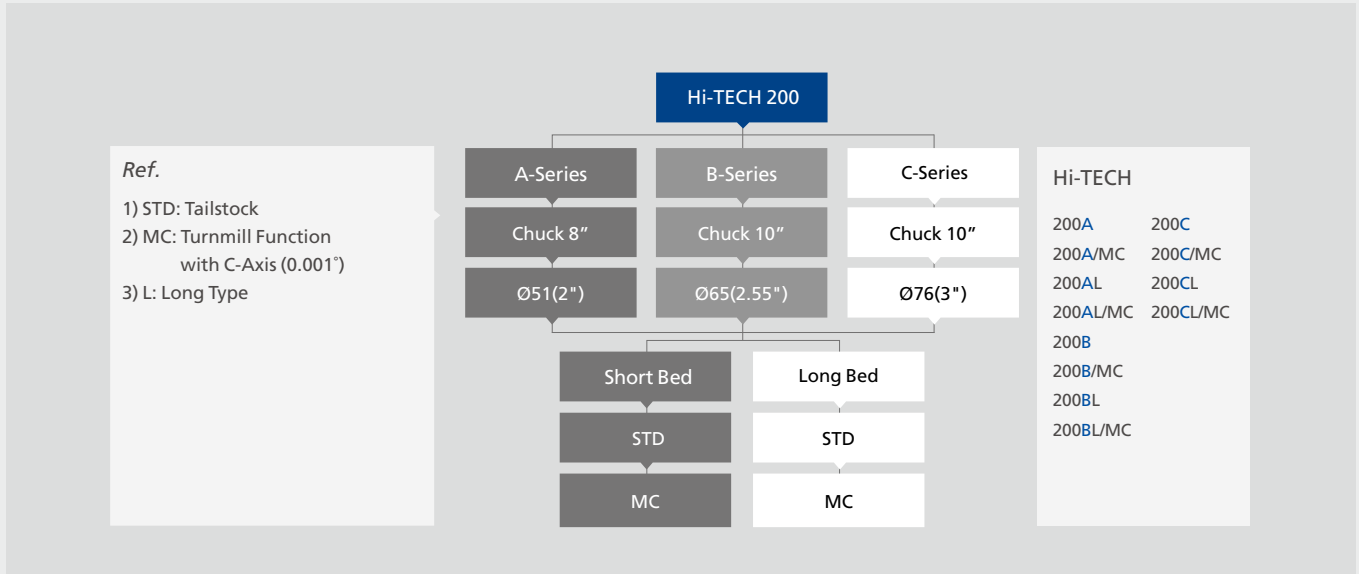 Hi-TECH 200
Ref.
1) STD: Tailstock
2) MC: Turnmill Function
with C-Axis (0.001°)
3) L: Long Type
A-Series
B-Series
C-Series
Chuck 8”
Chuck 10”
Chuck 10”
Ø51(2")
Ø65(2.55")
Ø76(3")
Short Bed
Long Bed
STD
STD
MC
MC
Hi-TECH
200A
200A/MC
200AL
200AL/MC
200B
200B/MC
200BL
200BL/MC
200C
200C/MC
200CL
200CL/MC